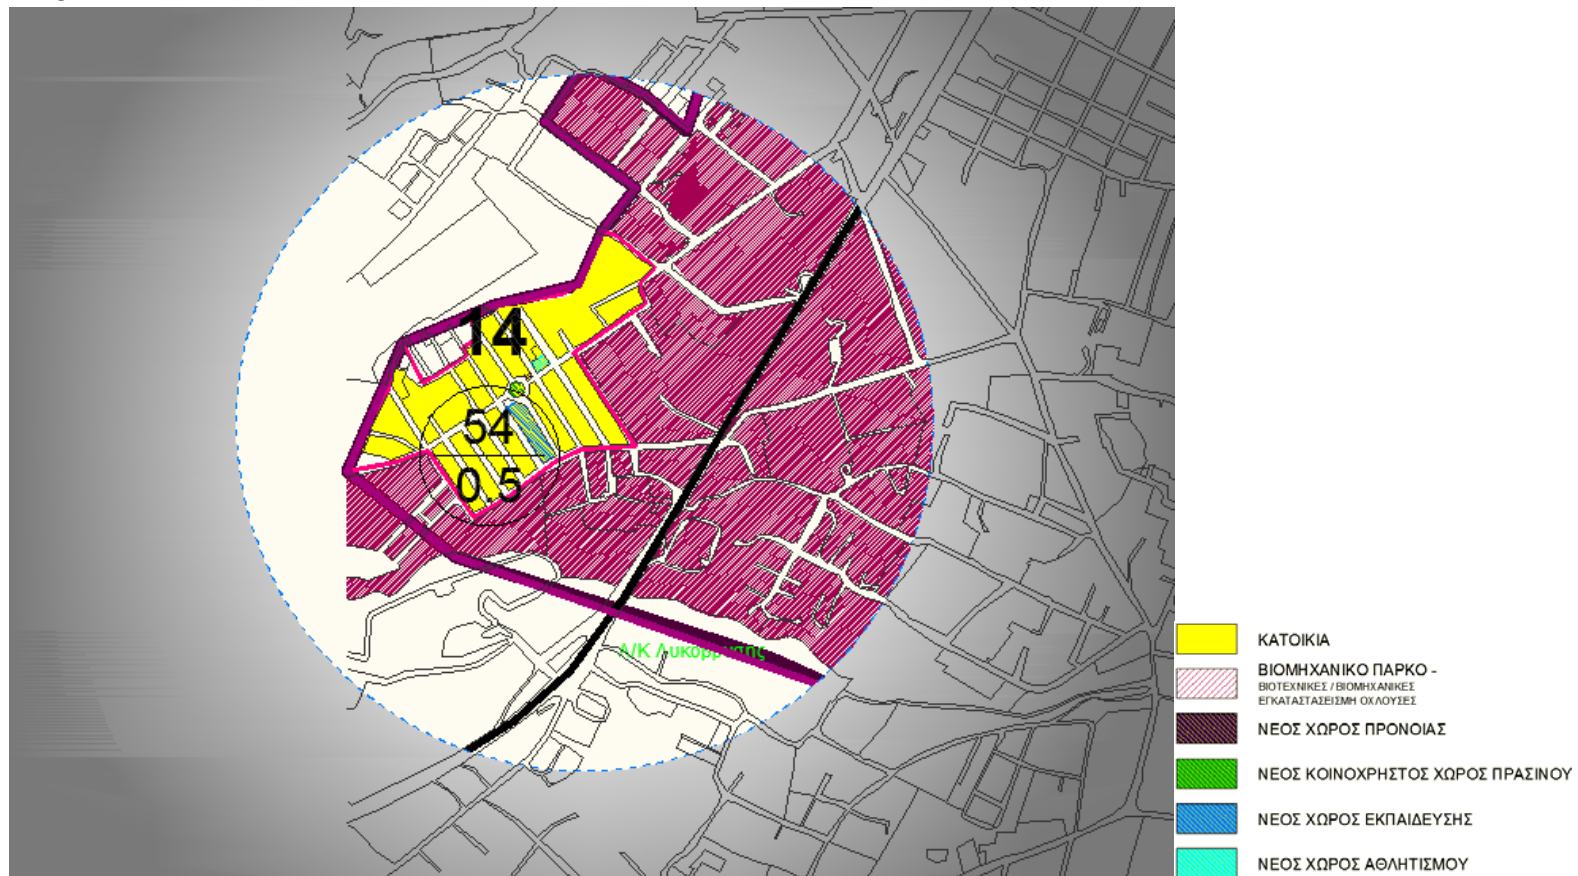 14
54
0.5
Α/Κ Λυκόβρυσης
ΚΑΤΟΙΚΙΑ
ΒΙΟΜΗΧΑΝΙΚΟ ΠΑΡΚΟ -
ΒΙΟΤΕΧΝΙΚΕΣ / ΒΙΟΜΗΧΑΝΙΚΕΣ
ΕΓΚΑΤΑΣΤΑΣΕΙΣΜΗ ΟΧΛΟΥΣΕΣ
ΝΕΟΣ ΧΩΡΟΣ ΠΡΟΝΟΙΑΣ
ΝΕΟΣ ΚΟΙΝΟΧΡΗΣΤΟΣ ΧΩΡΟΣ ΠΡΑΣΙΝΟΥ
ΝΕΟΣ ΧΩΡΟΣ ΕΚΠΑΙΔΕΥΣΗΣ
ΝΕΟΣ ΧΩΡΟΣ ΑΘΛΗΤΙΣΜΟΥ